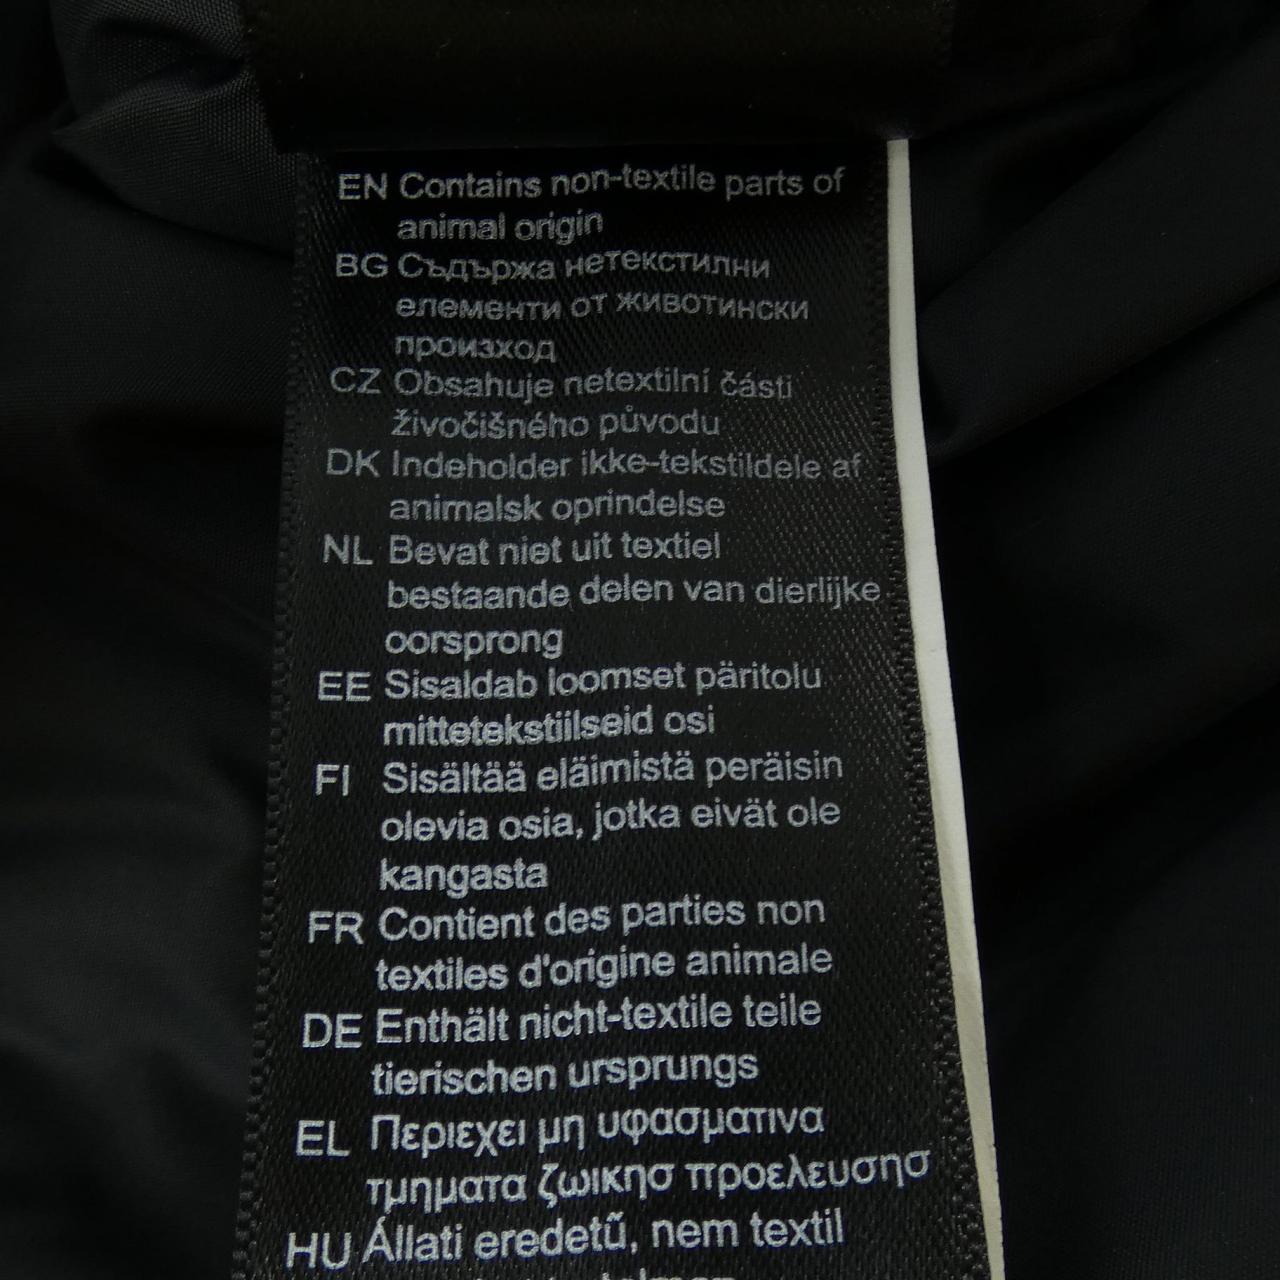 EN Contains non-textile parts of
animal origin
BG Съдържа нетекстилни
елементи от животински
произход
CZ Obsahuje netextilní části
živočišného původu
DK Indeholder ikke-tekstildele af
animalsk oprindelse
NL Bevat niet uit textiel
bestaande delen van dierlijke
oorsprong
EE Sisaldab loomset päritolu
mittetekstiilseid osi
FI Sisältää eläimistä peräisin
olevia osia, jotka eivät ole
kangasta
FR Contient des parties non
textiles d'origine animale
DE Enthält nicht-textile teile
tierischen ursprungs
EL Περιεχει μη υφασματινα
τμηματα ζωικησ προελευσησ
HU Állati eredetű, nem textil